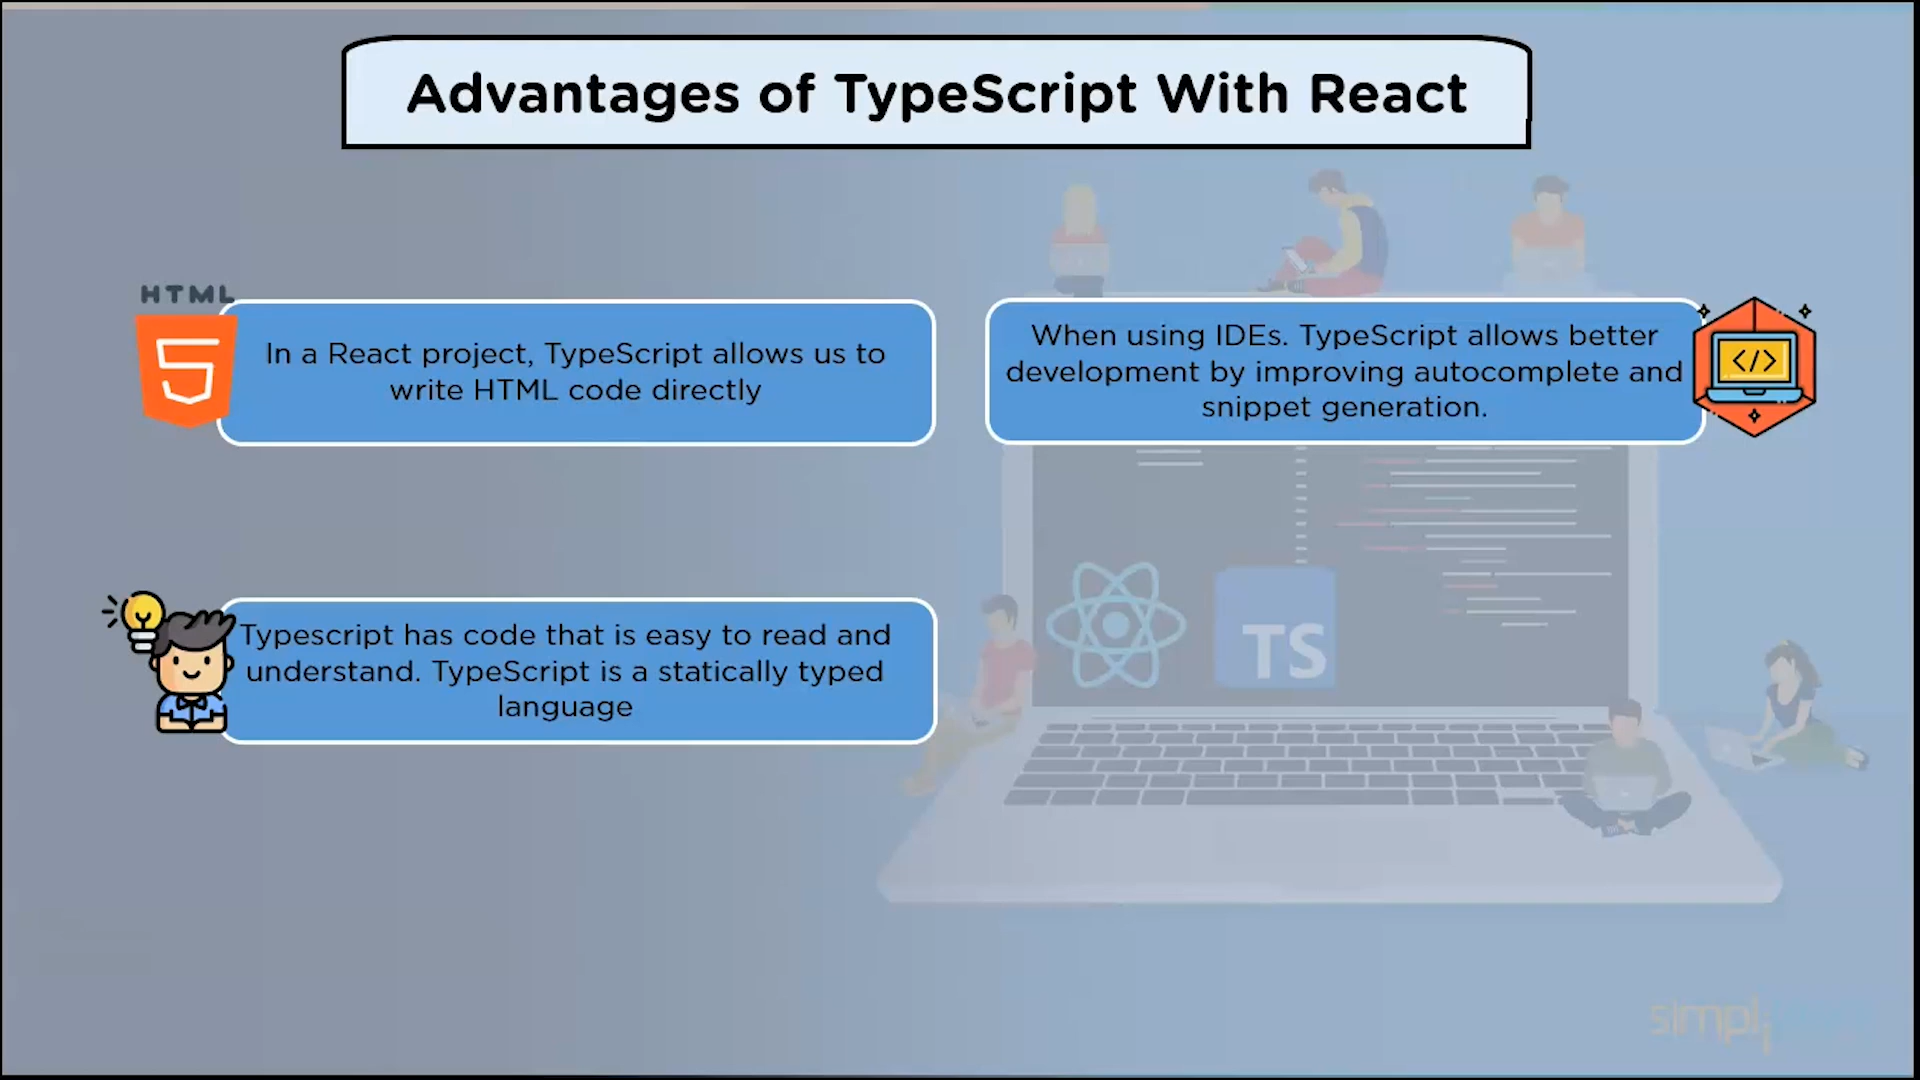 Advantages of TypeScript With React
HTML
5
In a React project, TypeScript allows us to
write HTML code directly
When using IDEs. TypeScript allows better
development by improving autocomplete and
snippet generation.
</>
Typescript has code that is easy to read and
understand. TypeScript is a statically typed
language
TS